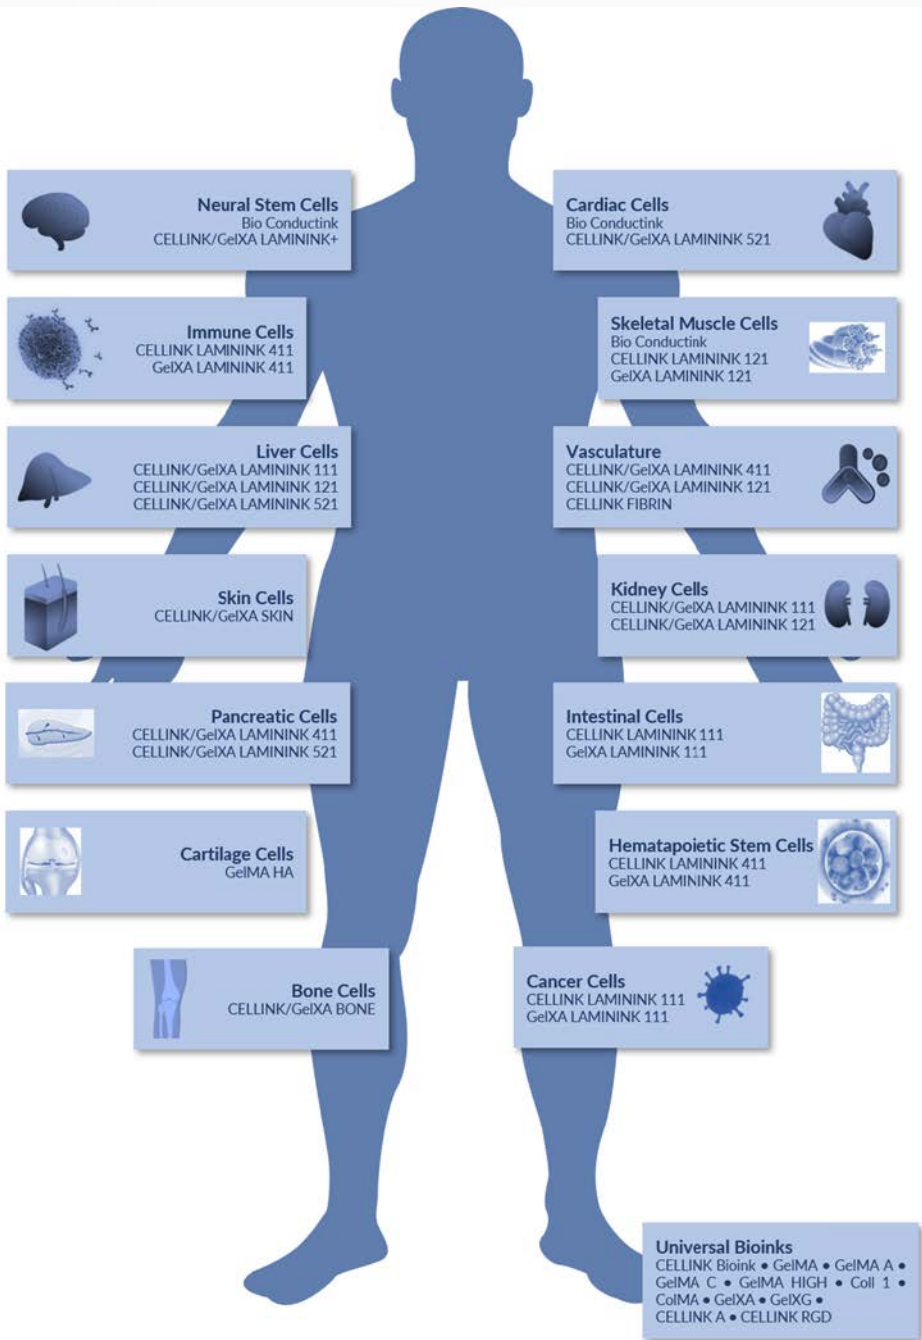 Neural Stem Cells
Bio Conductink
CELLINK/GelXA LAMININK+
Cardiac Cells
Bio Conductink
CELLINK/GelXA LAMININK 521
Immune Cells
CELLINK LAMININK 411
GelXA LAMININK 411
Skeletal Muscle Cells
Bio Conductink
CELLINK LAMININK 121
GelXA LAMININK 121
Liver Cells
CELLINK/GelXA LAMININK 111
CELLINK/GelXA LAMININK 121
CELLINK/GelXA LAMININK 521
Vasculature
CELLINK/GelXA LAMININK 411
CELLINK/GelXA LAMININK 121
CELLINK FIBRIN
Skin Cells
CELLINK/GelXA SKIN
Kidney Cells
CELLINK/GelXA LAMININK 111
CELLINK/GelXA LAMININK 121
Pancreatic Cells
CELLINK/GelXA LAMININK 411
CELLINK/GelXA LAMININK 521
Intestinal Cells
CELLINK LAMININK 111
GelXA LAMININK 111
Cartilage Cells
GelMA HA
Hematapoietic Stem Cells
CELLINK LAMININK 411
GelXA LAMININK 411
Bone Cells
CELLINK/GelXA BONE
Cancer Cells
CELLINK LAMININK 111
GelXA LAMININK 111
Universal Bioinks
CELLINK Bioink • GelMA • GelMA A •
GelMA C • GelMA HIGH • Coll 1 •
ColMA • GelXA • GelXG •
CELLINK A • CELLINK RGD